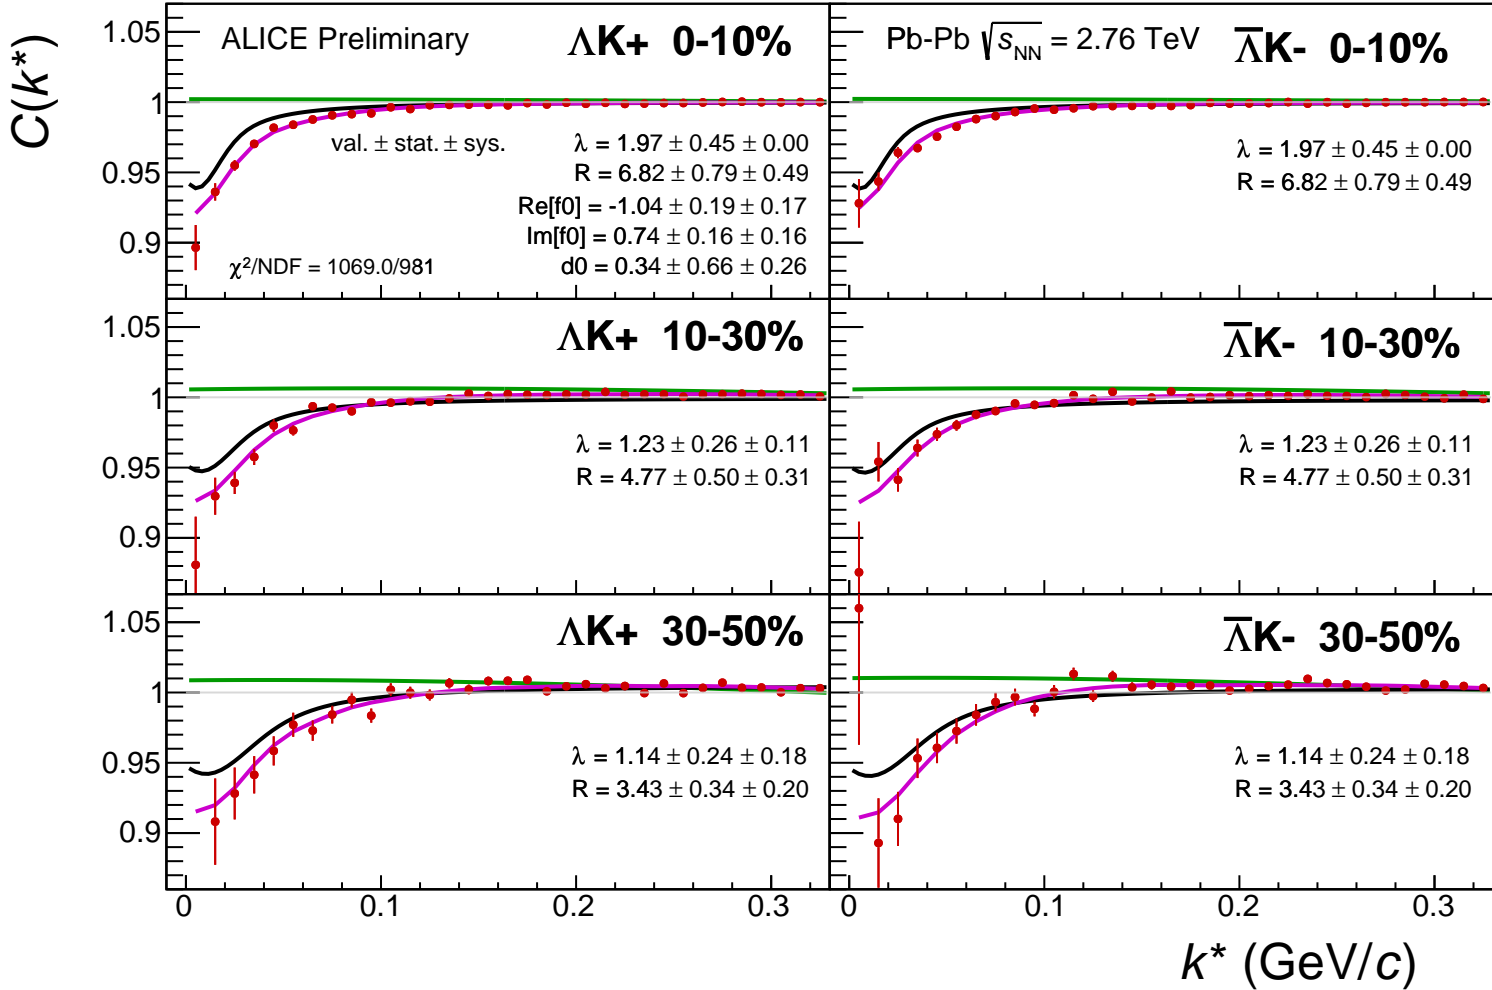 C(k*)
ALICE Preliminary
ΛK+ 0-10%
val. ± stat. ± sys.
λ = 1.97 ± 0.45 ± 0.00
R = 6.82 ± 0.79 ± 0.49
Re[f0] = -1.04 ± 0.19 ± 0.17
Im[f0] = 0.74 ± 0.16 ± 0.16
d0 = 0.34 ± 0.66 ± 0.26
χ²/NDF = 1069.0/981
1.05
1
0.95
0.9
Pb-Pb √s_NN = 2.76 TeV
Λ̅K- 0-10%
λ = 1.97 ± 0.45 ± 0.00
R = 6.82 ± 0.79 ± 0.49
ΛK+ 10-30%
λ = 1.23 ± 0.26 ± 0.11
R = 4.77 ± 0.50 ± 0.31
1.05
1
0.95
0.9
Λ̅K- 10-30%
λ = 1.23 ± 0.26 ± 0.11
R = 4.77 ± 0.50 ± 0.31
ΛK+ 30-50%
λ = 1.14 ± 0.24 ± 0.18
R = 3.43 ± 0.34 ± 0.20
1.05
1
0.95
0.9
Λ̅K- 30-50%
λ = 1.14 ± 0.24 ± 0.18
R = 3.43 ± 0.34 ± 0.20
0 0.1 0.2 0.3
0 0.1 0.2 0.3
k* (GeV/c)